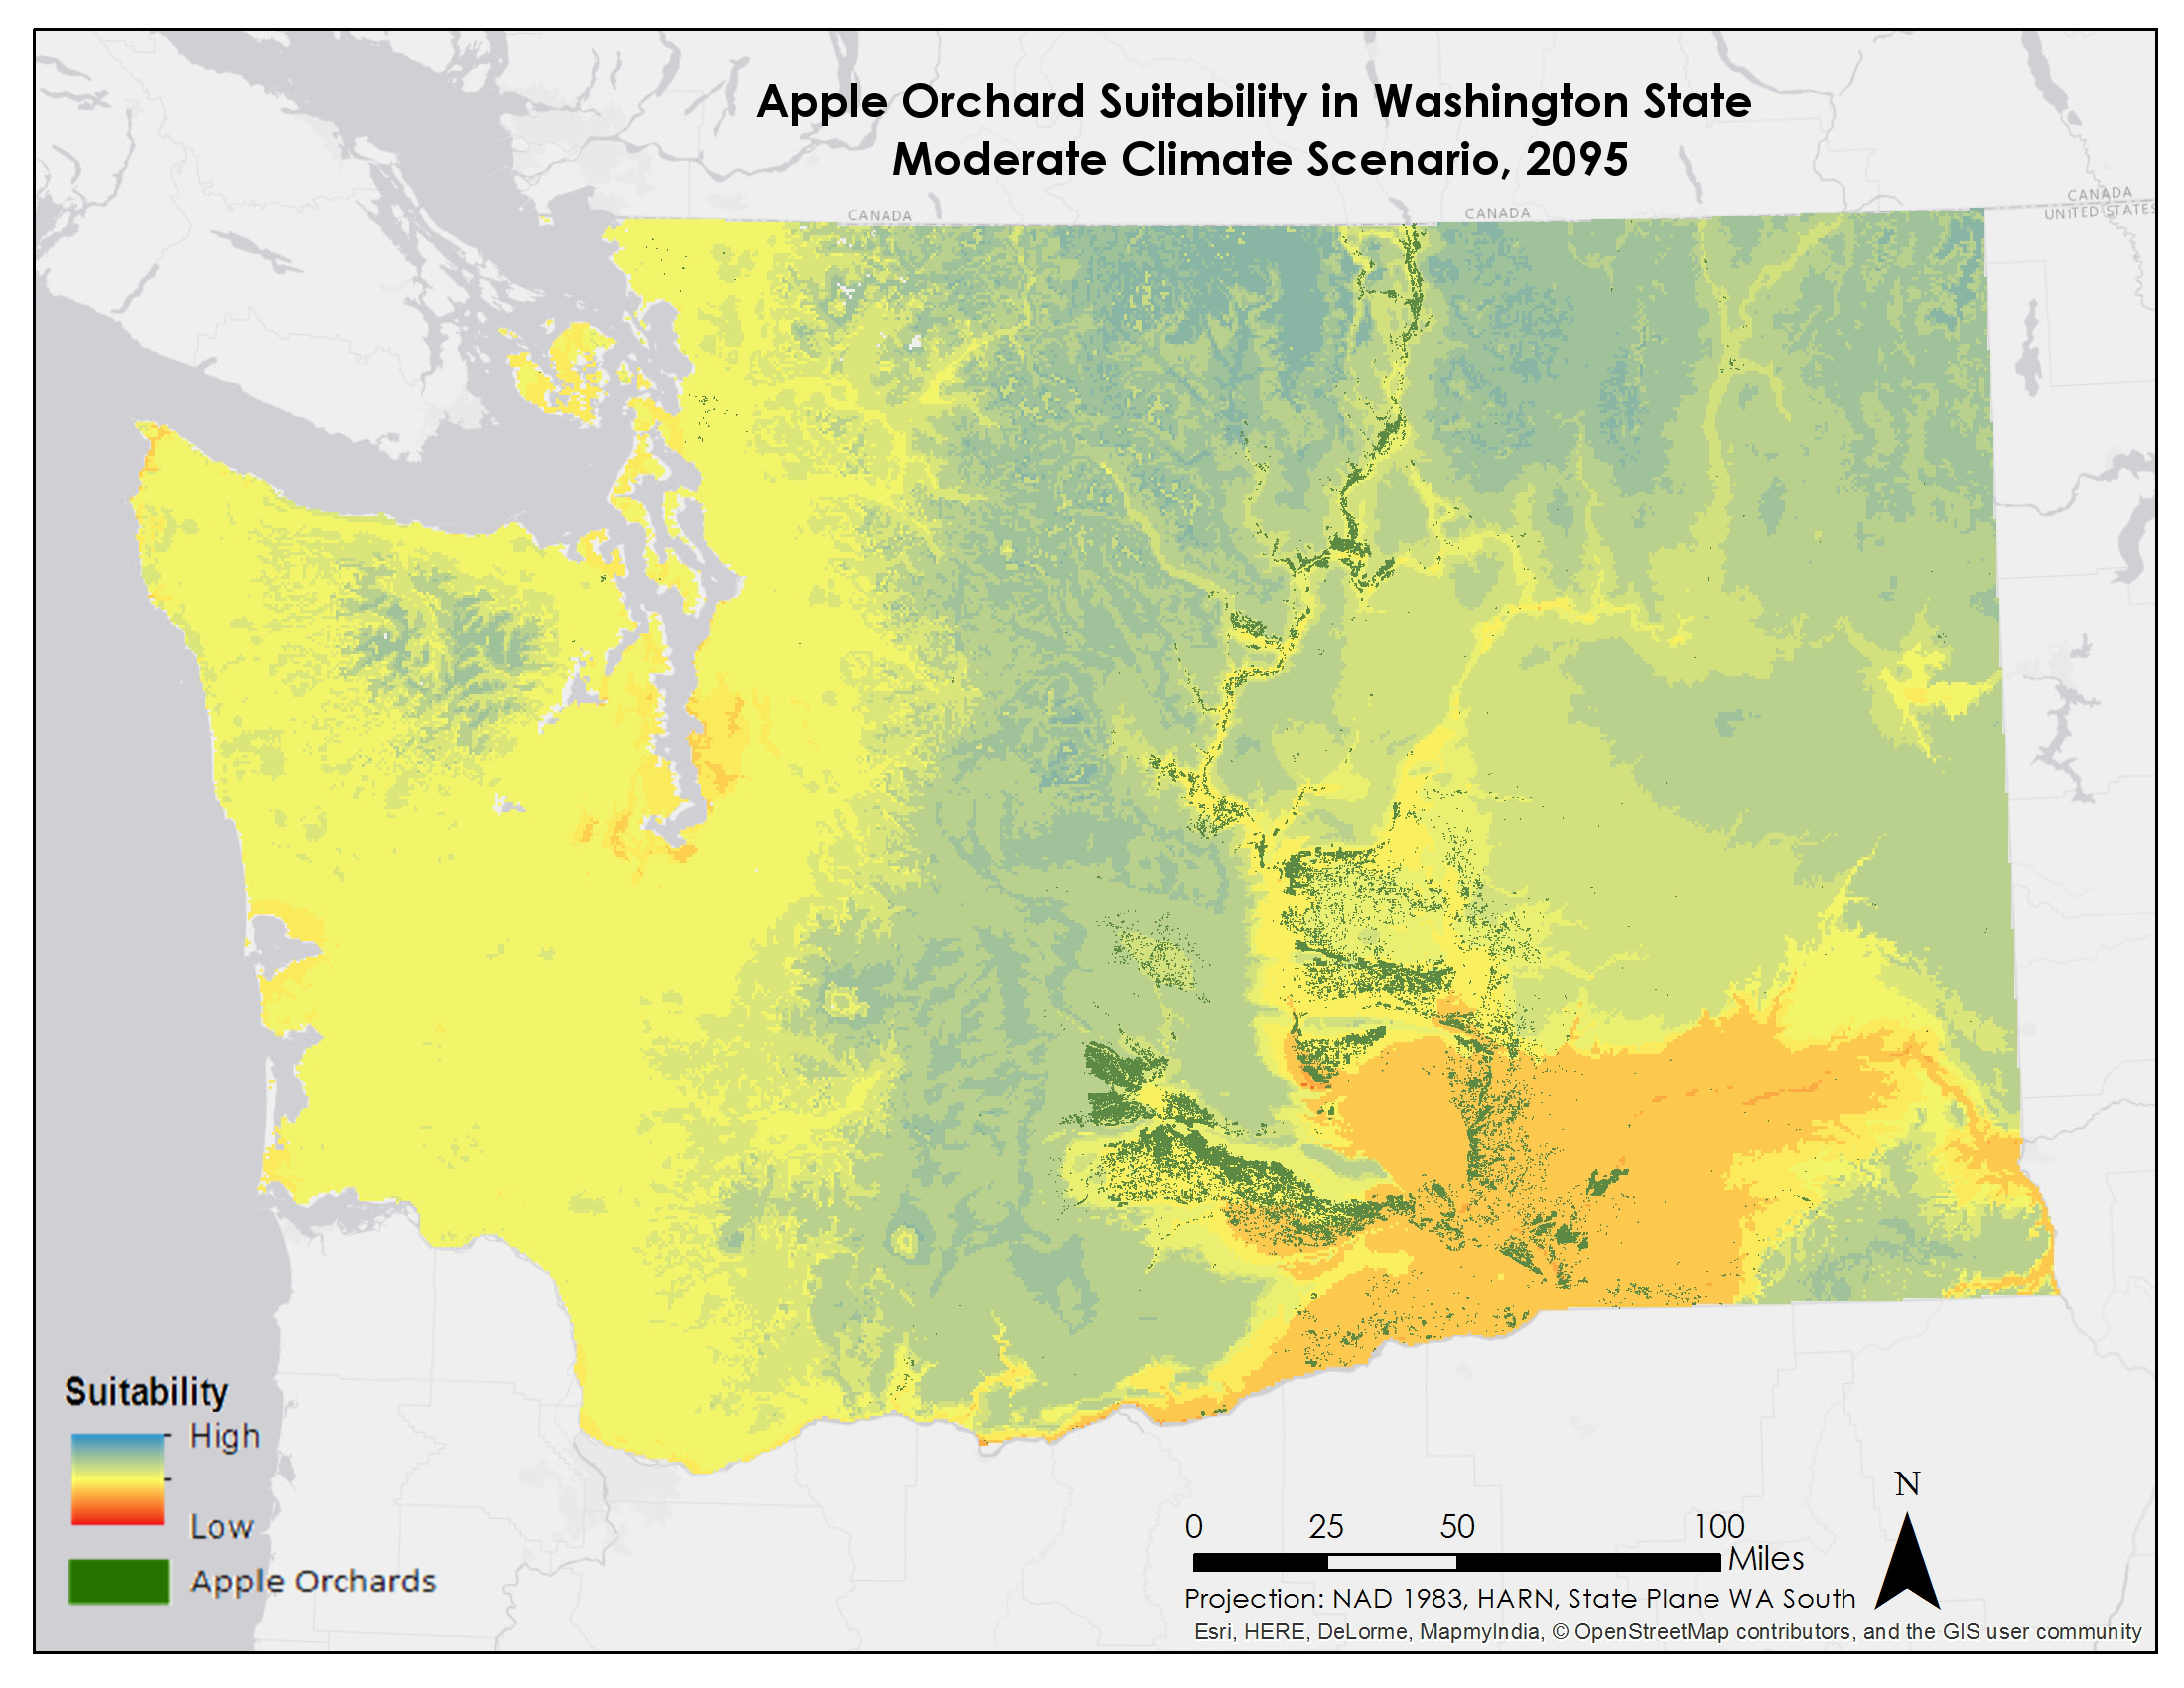 Apple Orchard Suitability in Washington State
Moderate Climate Scenario, 2095
CANADA
CANADA
CANADA
UNITED STATES
Suitability
High
Low
Apple Orchards
0 25 50 100
Miles
N
Projection: NAD 1983, HARN, State Plane WA South
Esri, HERE, DeLorme, MapmyIndia, © OpenStreetMap contributors, and the GIS user community